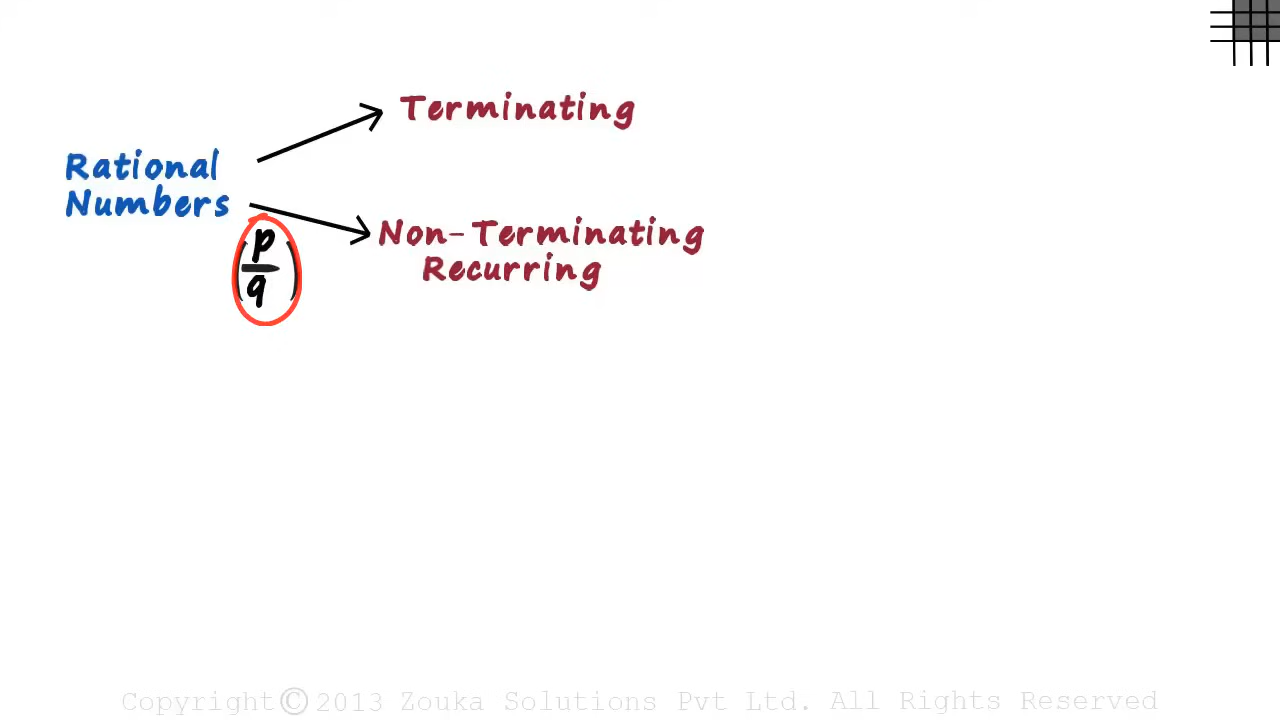 Terminating
Rational
Numbers
(p/q)
Non-Terminating
Recurring
Copyright© 2013 Zouka Solutions Pvt Ltd. All Rights Reserved